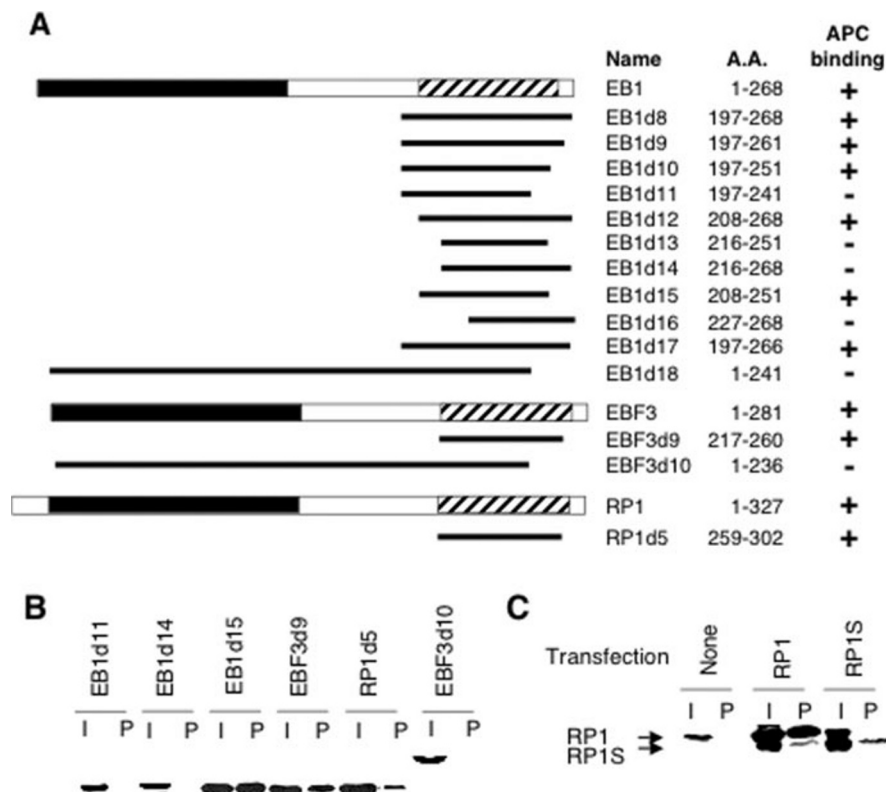 A
Name A.A. APC binding
EB1 1-268 +
EB1d8 197-268 +
EB1d9 197-261 +
EB1d10 197-251 +
EB1d11 197-241 -
EB1d12 208-268 +
EB1d13 216-251 -
EB1d14 216-268 -
EB1d15 208-251 +
EB1d16 227-268 -
EB1d17 197-266 +
EB1d18 1-241 -
EBF3 1-281 +
EBF3d9 217-260 +
EBF3d10 1-236 -
RP1 1-327 +
RP1d5 259-302 +
B
EB1d11 EB1d14 EB1d15 EBF3d9 RP1d5 EBF3d10
I P I P I P I P I P I P
C
Transfection None RP1 RP1S
I P I P I P
RP1
RP1S